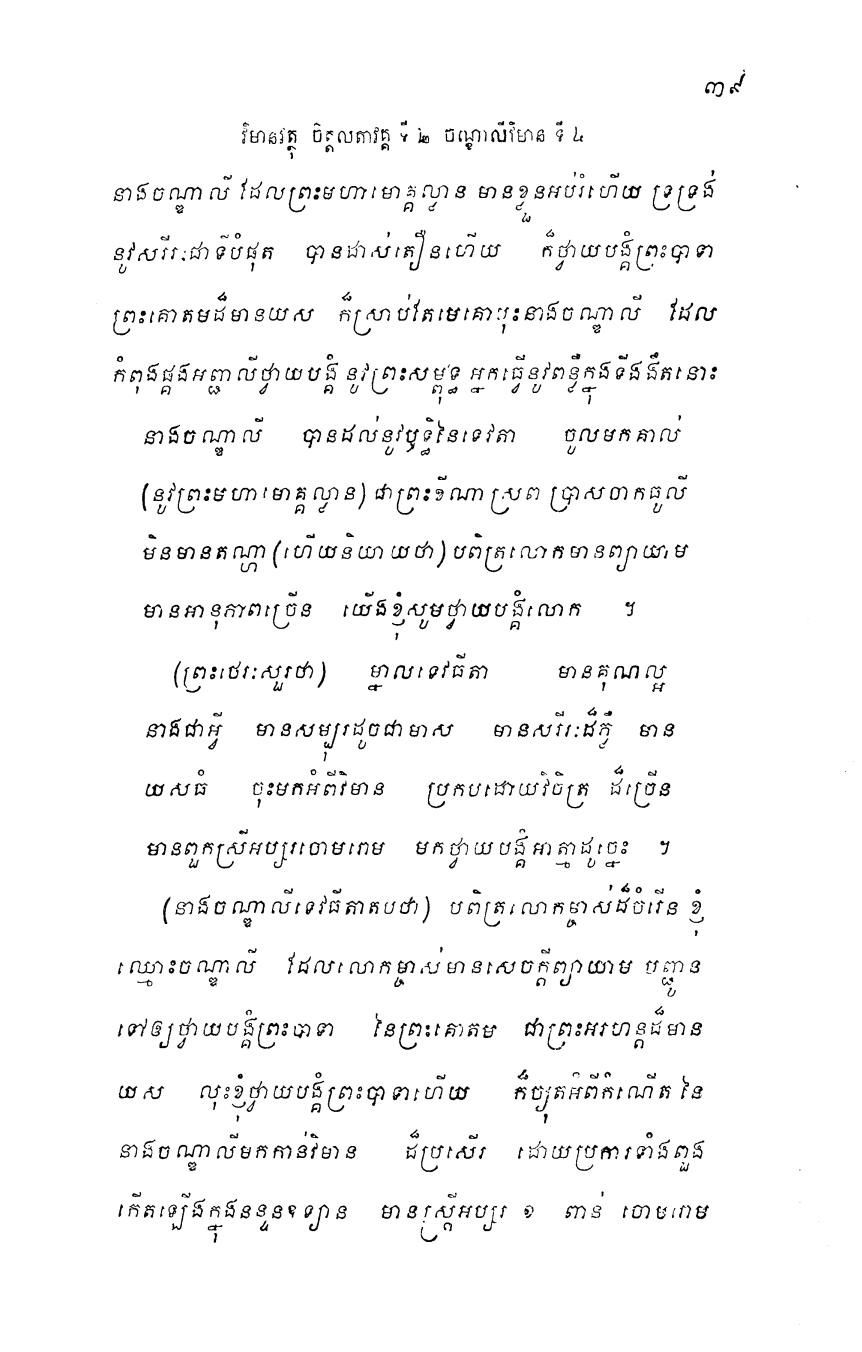 ៣៩
វិមានវត្ថុ ចិត្តលតាវគ្គ ទី ២ ចណ្ឌាលីវិមាន ទី ៤
នាងចណ្ឌាលី ដែលព្រះមហាមោគ្គល្លាន មានខ្លួនអប់រំហើយ ទ្រទ្រង់
នូវសរីរៈជាទីបំផុត បានដាស់តឿនហើយ ក៏ថ្វាយបង្គំព្រះបាទា
ព្រះគោតមដ៏មានយស ក៏ស្រាប់តែមេគោបុះនាងចណ្ឌាលី ដែល
កំពុងផ្គងអញ្ជាលីថ្វាយបង្គំ នូវព្រះសម្ពុទ្ធ អ្នកធ្វើនូវពន្លឺក្នុងទីងងឹតនោះ
នាងចណ្ឌាលី បានដល់នូវឫទ្ធិនៃទេវតា ចូលមកគាល់
(នូវព្រះមហាមោគ្គល្លាន) ជាព្រះខីណាស្រព ប្រាសចាកធូលី
មិនមានតណ្ហា (ហើយនិយាយថា) បពិត្រលោកមានព្យាយាម
មានអានុភាពច្រើន យើងខ្ញុំសូមថ្វាយបង្គំលោក ។
(ព្រះថេរៈសួរថា) ម្នាលទេវធីតា មានគុណល្អ
នាងជាអ្វី មានសម្បុរដូចជាមាស មានសរីរៈដ៏ភ្លឺ មាន
យសធំ ចុះមកអំពីវិមាន ប្រកបដោយវិចិត្រ ដ៏ច្រើន
មានពួកស្រីអប្សរចោមរោម មកថ្វាយបង្គំអាត្មាដូច្នេះ ។
(នាងចណ្ឌាលីទេវធីតាតបថា) បពិត្រលោកម្ចាស់ដ៏ចំរើន ខ្ញុំ
ឈ្មោះចណ្ឌាលី ដែលលោកម្ចាស់មានសេចក្តីព្យាយាម បញ្ជូន
ទៅឲ្យថ្វាយបង្គំព្រះបាទា នៃព្រះគោតម ជាព្រះអរហន្តដ៏មាន
យស លុះខ្ញុំថ្វាយបង្គំព្រះបាទាហើយ ក៏ច្យុតអំពីកំណើត នៃ
នាងចណ្ឌាលីមកកាន់វិមាន ដ៏ប្រសើរ ដោយប្រការទាំងពួង
កើតឡើងក្នុងនន្ទនឧទ្យាន មានស្ត្រីអប្សរ ១ ពាន់ ចោមរោម